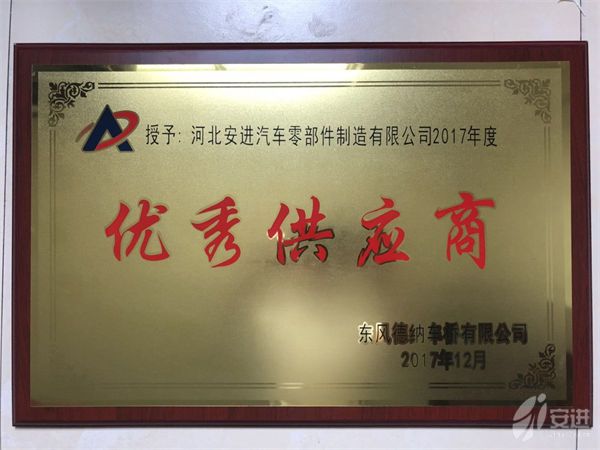 授予：河北安进汽车零部件制造有限公司2017年度
优秀供应商
东风德纳车桥有限公司
2017年12月
安进